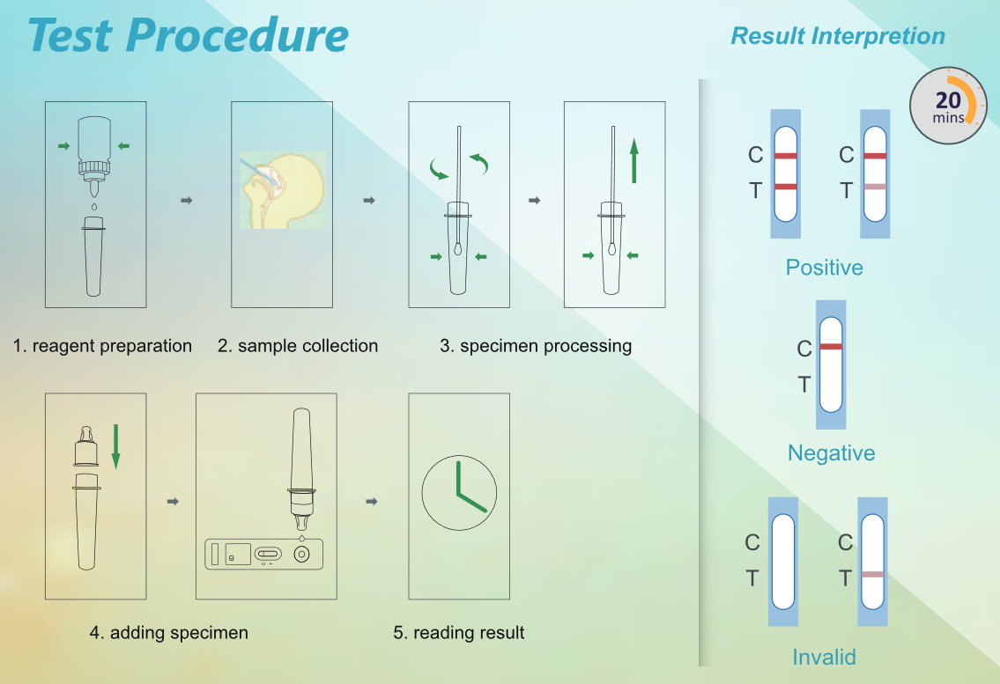 Test Procedure
Result Interpretion
20
mins
C
T
C
T
Positive
1. reagent preparation
2. sample collection
3. specimen processing
C
T
Negative
C
T
C
T
4. adding specimen
5. reading result
Invalid